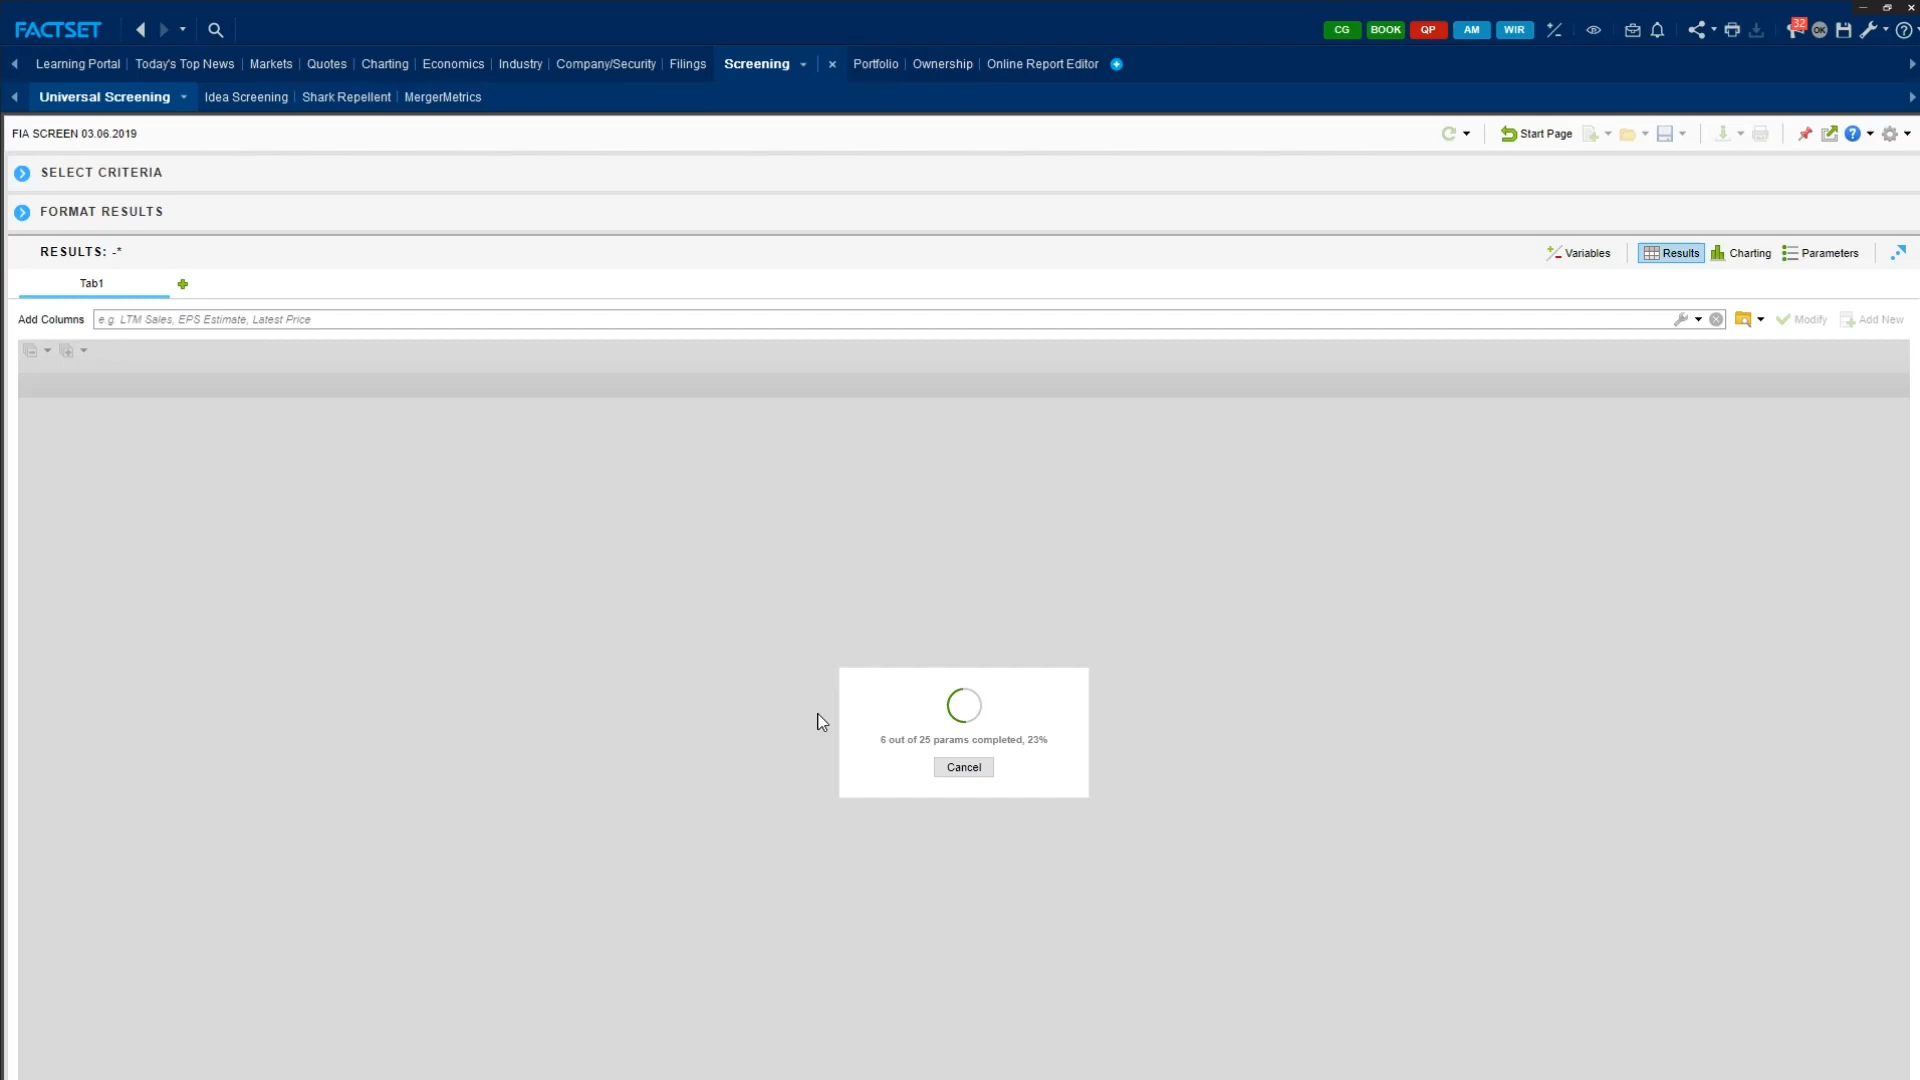 FACTSET
CG BOOK QP AM WIR 32 OK
Learning Portal Today's Top News Markets Quotes Charting Economics Industry Company/Security Filings Screening Portfolio Ownership Online Report Editor
Universal Screening Idea Screening Shark Repellent MergerMetrics
FIA SCREEN 03.06.2019 Start Page
SELECT CRITERIA
FORMAT RESULTS
RESULTS: -* Variables Results Charting Parameters
Tab1
Add Columns e.g. LTM Sales, EPS Estimate, Latest Price Modify Add New
6 out of 25 params completed, 23%
Cancel